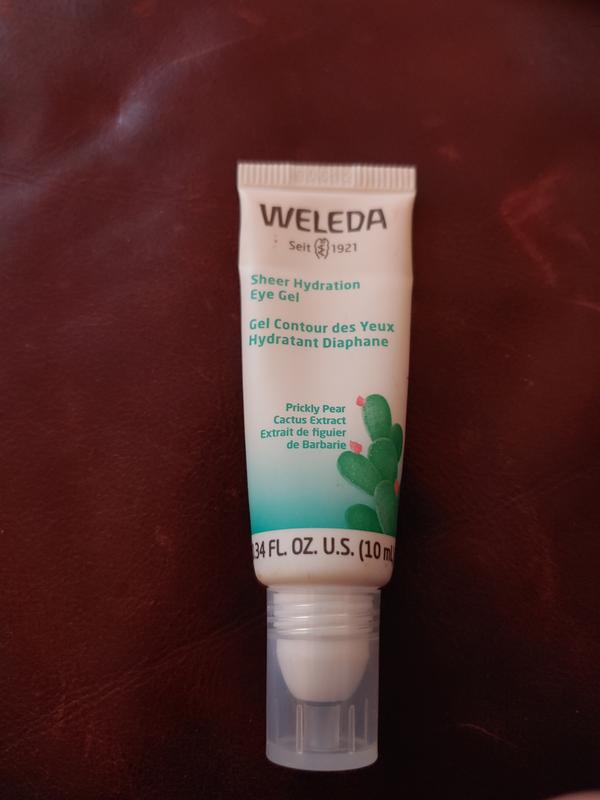 WELEDA
Seit 1921
Sheer Hydration
Eye Gel
Gel Contour des Yeux
Hydratant Diaphane
Prickly Pear
Cactus Extract
Extrait de figuier
de Barbarie
.34 FL. OZ. U.S. (10 mL